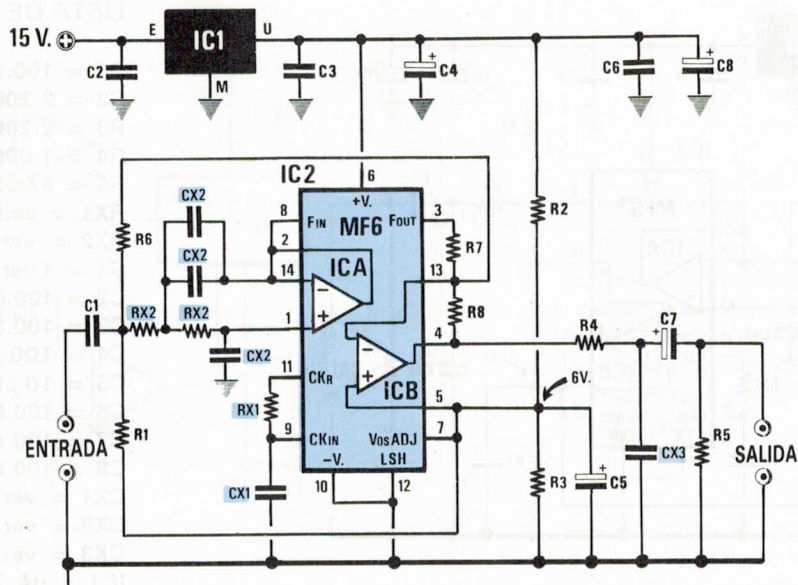 15 V.
E
IC1
U
M
C2
C3
C4
+
C6
C8
+
LISTA DE
IC2
6
+V.
CX2
8
FIN
MF6
FOUT
3
R2
R6
2
R7
CX2
ICA
14
13
C1
RX2
RX2
1
R8
CX2
4
R4
C7
+
11
CKR
ICB
5
6V.
RX1
9
CKIN
VOS ADJ
7
R1
ENTRADA
-V.
LSH
R3
C5
+
CX3
R5
SALIDA
CX1
10
12